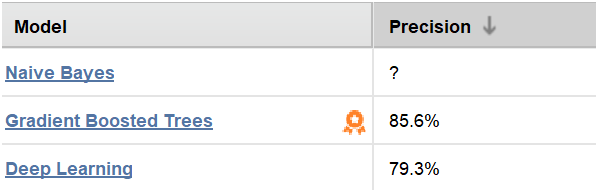 Model Precision
Naive Bayes ?
Gradient Boosted Trees 85.6%
Deep Learning 79.3%